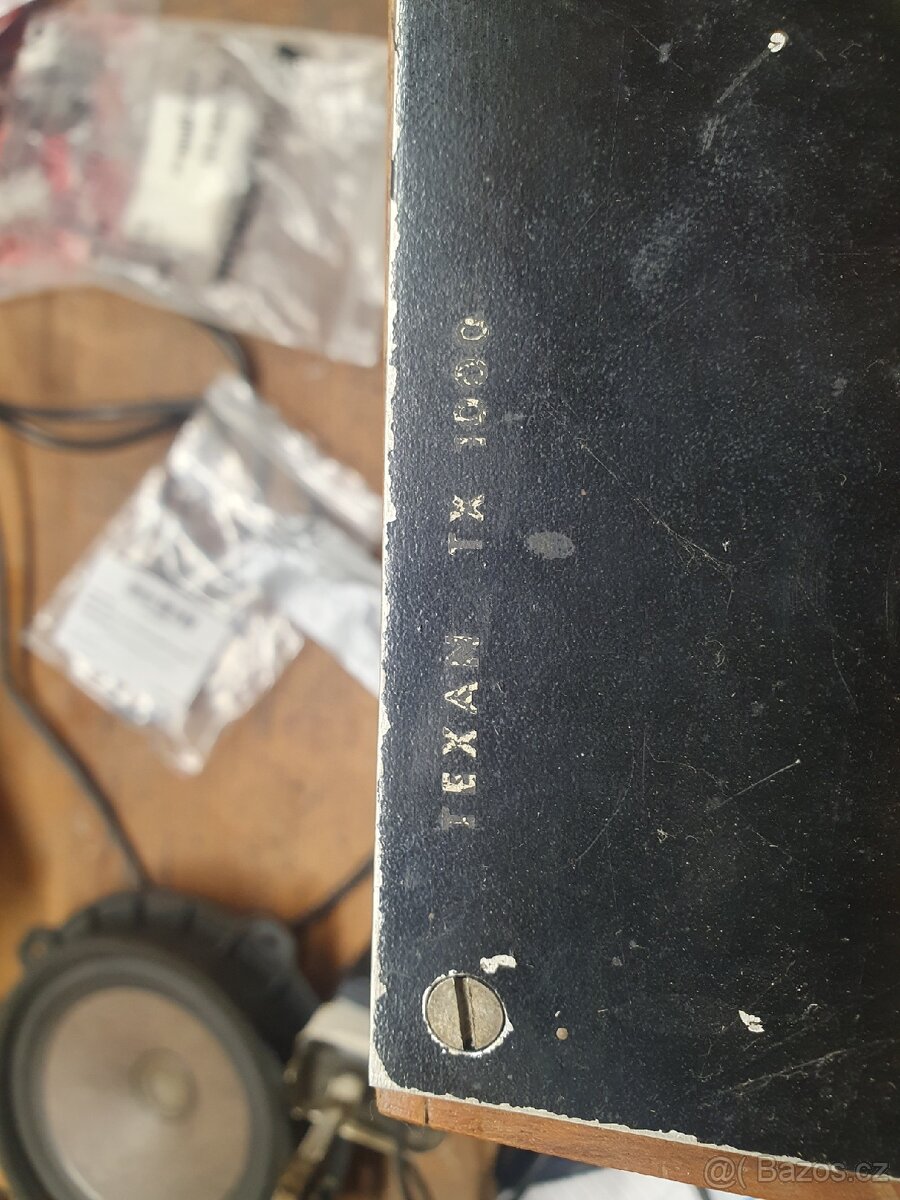 TEXAN TX 1000
@( Bazos.cz